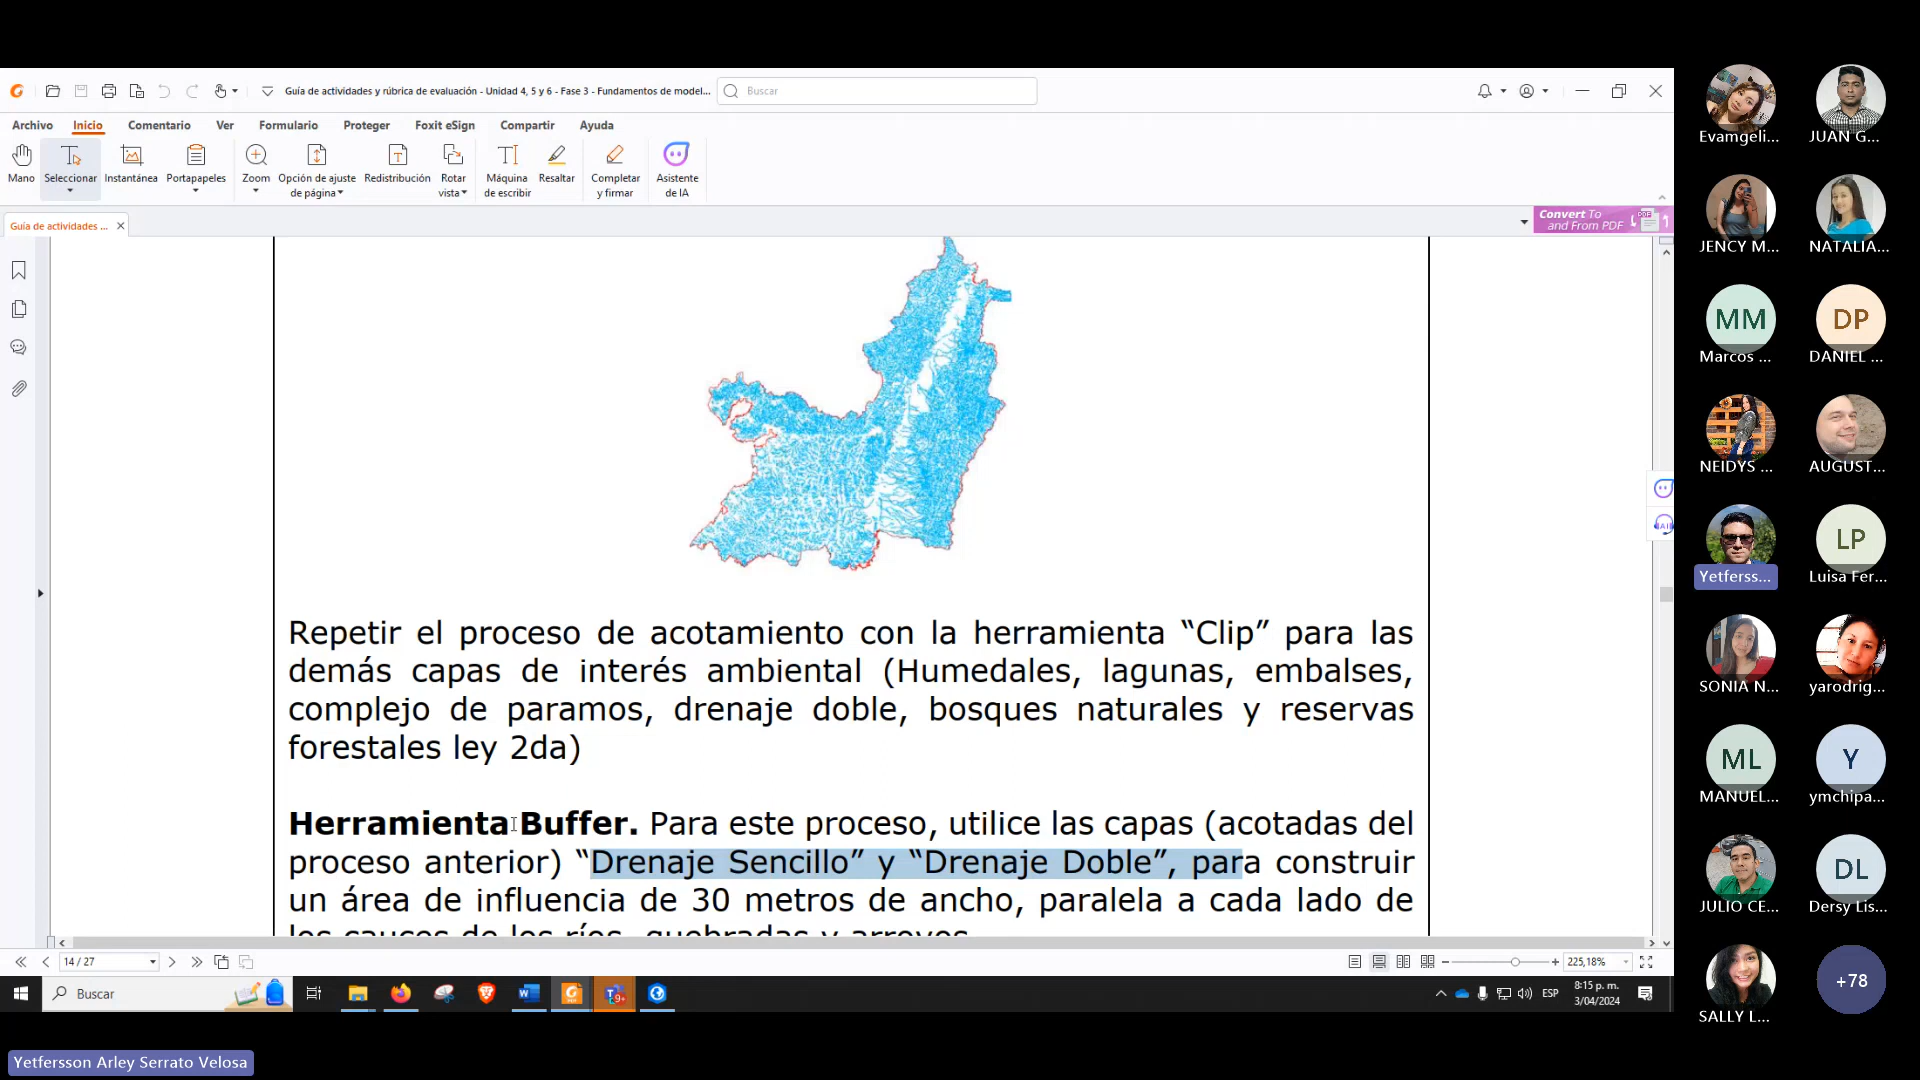 Guía de actividades y rúbrica de evaluación - Unidad 4, 5 y 6 - Fase 3 - Fundamentos de model...
Buscar
Archivo Inicio Comentario Ver Formulario Proteger Foxit eSign Compartir Ayuda
Mano Seleccionar Instantánea Portapapeles Zoom Opción de ajuste de página Redistribución Rotar vista Máquina de escribir Resaltar Completar y firmar Asistente de IA
Guía de actividades ...
Convert To
and From PDF
Repetir el proceso de acotamiento con la herramienta “Clip” para las
demás capas de interés ambiental (Humedales, lagunas, embalses,
complejo de paramos, drenaje doble, bosques naturales y reservas
forestales ley 2da)
Herramienta Buffer. Para este proceso, utilice las capas (acotadas del
proceso anterior) “Drenaje Sencillo” y “Drenaje Doble”, para construir
un área de influencia de 30 metros de ancho, paralela a cada lado de
los cauces de los ríos, quebradas y arroyos
14 / 27
225,18%
Buscar
ESP
8:15 p. m.
3/04/2024
Evamgeli... JUAN G...
JENCY M... NATALIA...
MM DP
Marcos ... DANIEL ...
NEIDYS ... AUGUST...
LP
Yetferss... Luisa Fer...
SONIA N... yarodrig...
ML Y
MANUEL... ymchipa...
DL
JULIO CE... Dersy Lis...
+78
SALLY L...
Yetfersson Arley Serrato Velosa